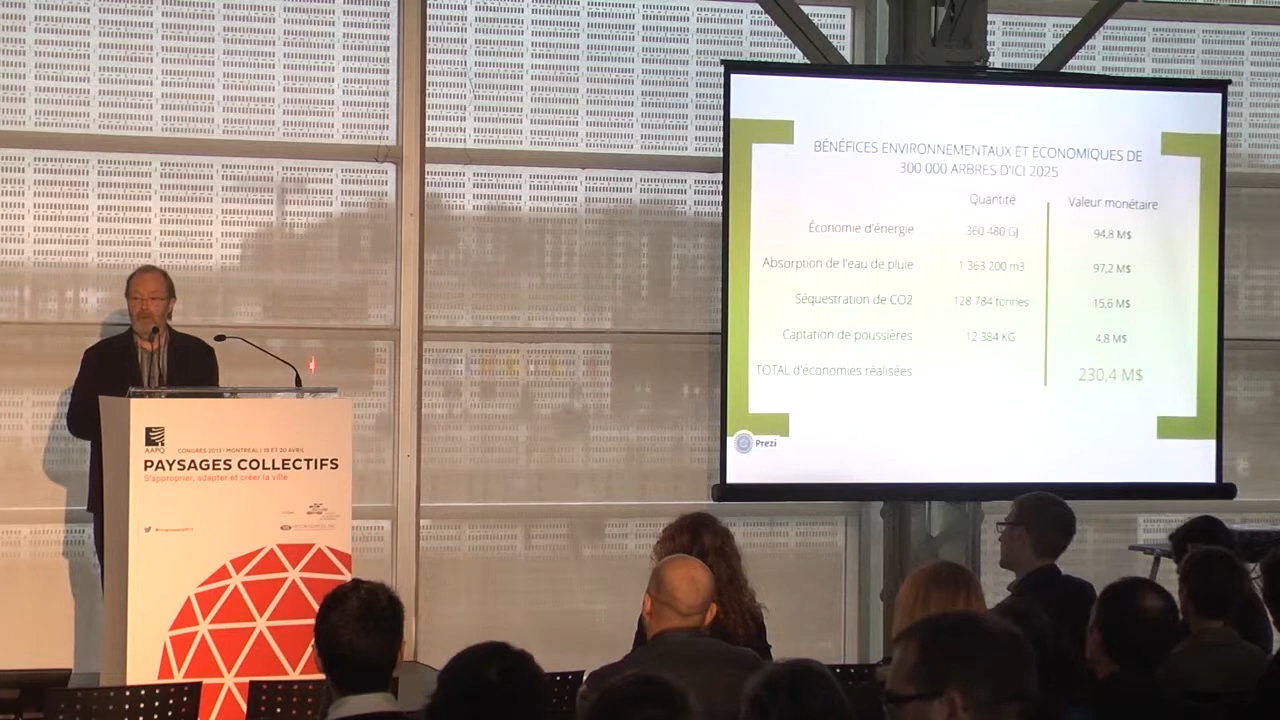 BÉNÉFICES ENVIRONNEMENTAUX ET ÉCONOMIQUES DE
300 000 ARBRES D'ICI 2025
Quantité Valeur monétaire
Économie d'énergie 360 480 GJ 94,8 M$
Absorption de l'eau de pluie 1 363 200 m3 97,2 M$
Séquestration de CO2 128 784 tonnes 15,6 M$
Captation de poussières 12 384 KG 4,8 M$
TOTAL d'économies réalisées 230,4 M$
Prezi
AAPQ
CONGRÈS 2013 | MONTRÉAL | 19 ET 20 AVRIL
PAYSAGES COLLECTIFS
S'approprier, adapter et créer la ville